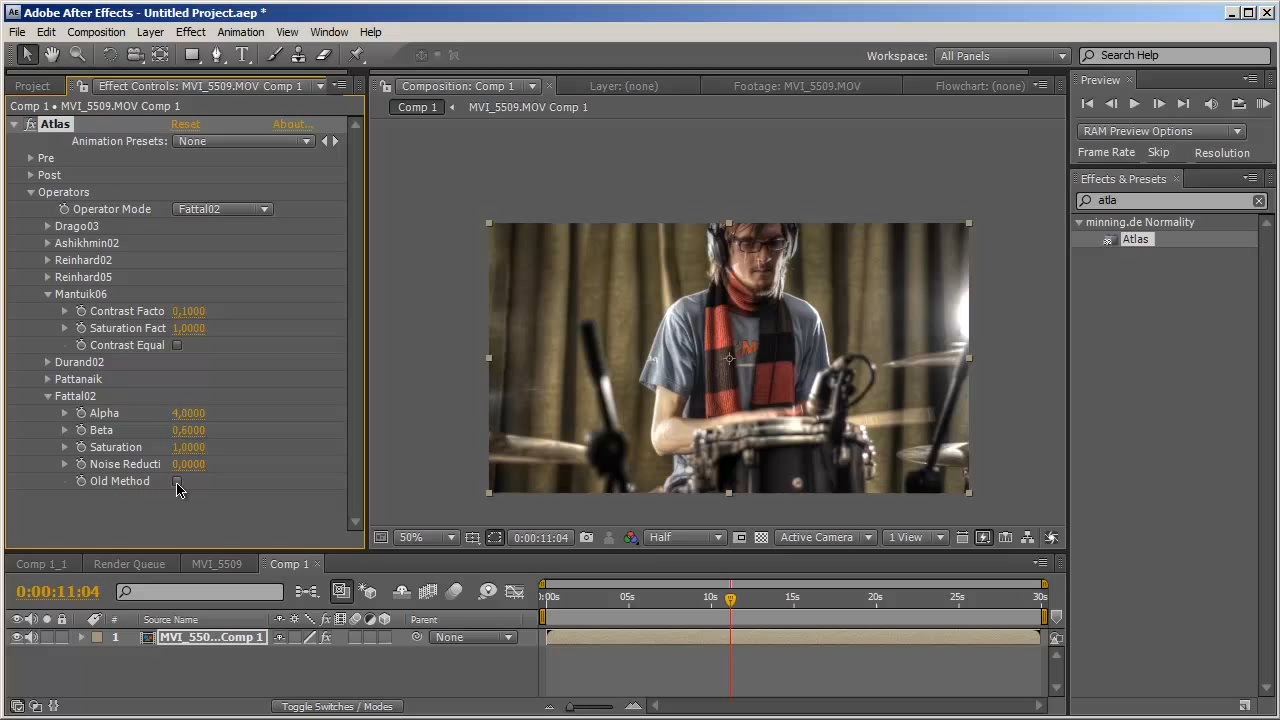 Adobe After Effects - Untitled Project.aep *
File Edit Composition Layer Effect Animation View Window Help
Workspace: All Panels Search Help
Project Effect Controls: MVI_5509.MOV Comp 1 Composition: Comp 1 Layer: (none) Footage: MVI_5509.MOV Flowchart: (none) Preview
Comp 1 • MVI_5509.MOV Comp 1
Comp 1 MVI_5509.MOV Comp 1
Atlas Reset About...
Animation Presets: None
Pre
Post
Operators
Operator Mode Fattal02
Drago03
Ashikhmin02
Reinhard02
Reinhard05
Mantuik06
Contrast Facto 0,1000
Saturation Fact 1,0000
Contrast Equal
Durand02
Pattanaik
Fattal02
Alpha 4,0000
Beta 0,6000
Saturation 1,0000
Noise Reducti 0,0000
Old Method
RAM Preview Options
Frame Rate Skip Resolution
Effects & Presets
atla
minning.de Normality
Atlas
50% 0:00:11:04 Half Active Camera 1 View
Comp 1_1 Render Queue MVI_5509 Comp 1
0:00:11:04
:00s 05s 10s 15s 20s 25s 30s
# Source Name Parent
1 MVI_550...Comp 1 None
Toggle Switches / Modes